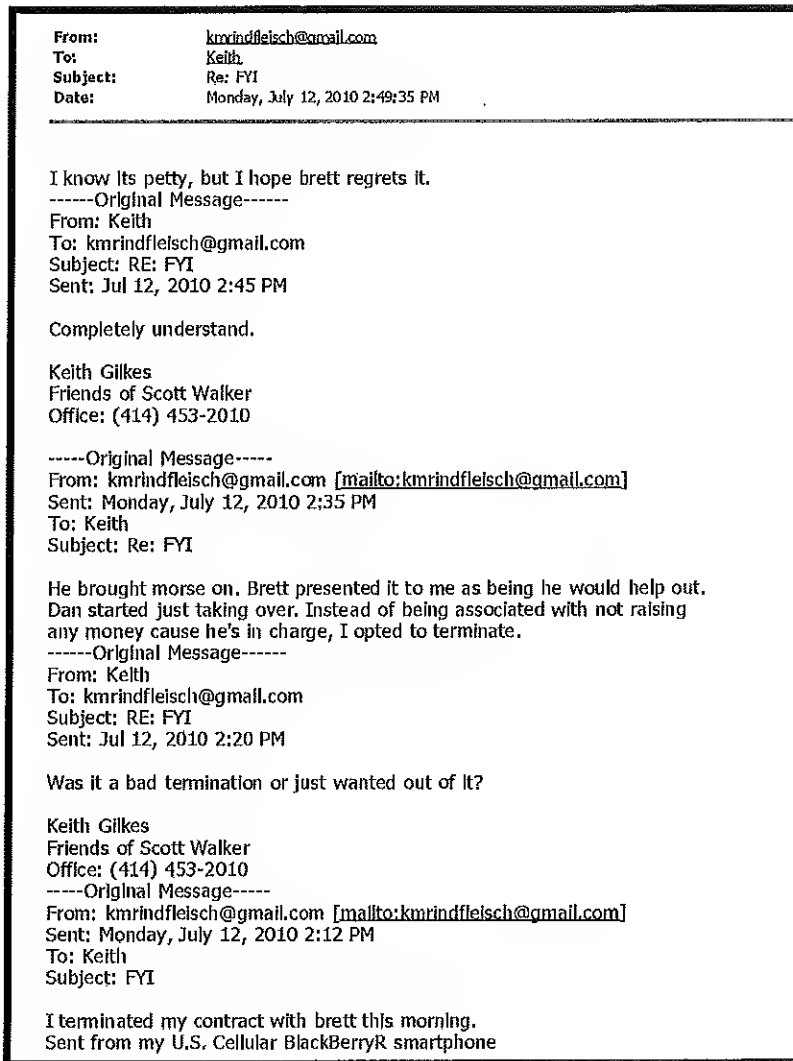 From: kmrindfleisch@gmail.com
To: Keith
Subject: Re: FYI
Date: Monday, July 12, 2010 2:49:35 PM
I know its petty, but I hope brett regrets it.
------Original Message------
From: Keith
To: kmrindfleisch@gmail.com
Subject: RE: FYI
Sent: Jul 12, 2010 2:45 PM
Completely understand.
Keith Gilkes
Friends of Scott Walker
Office: (414) 453-2010
-----Original Message-----
From: kmrindfleisch@gmail.com [mailto:kmrindfleisch@gmail.com]
Sent: Monday, July 12, 2010 2:35 PM
To: Keith
Subject: Re: FYI
He brought morse on. Brett presented it to me as being he would help out.
Dan started just taking over. Instead of being associated with not raising
any money cause he's in charge, I opted to terminate.
------Original Message------
From: Keith
To: kmrindfleisch@gmail.com
Subject: RE: FYI
Sent: Jul 12, 2010 2:20 PM
Was it a bad termination or just wanted out of it?
Keith Gilkes
Friends of Scott Walker
Office: (414) 453-2010
-----Original Message-----
From: kmrindfleisch@gmail.com [mailto:kmrindfleisch@gmail.com]
Sent: Monday, July 12, 2010 2:12 PM
To: Keith
Subject: FYI
I terminated my contract with brett this morning.
Sent from my U.S. Cellular BlackBerryR smartphone